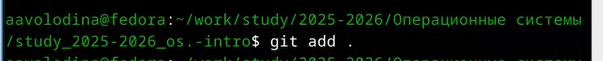 aavolodina@fedora:~/work/study/2025-2026/Операционные системы
/study_2025-2026_os.-intro$ git add .